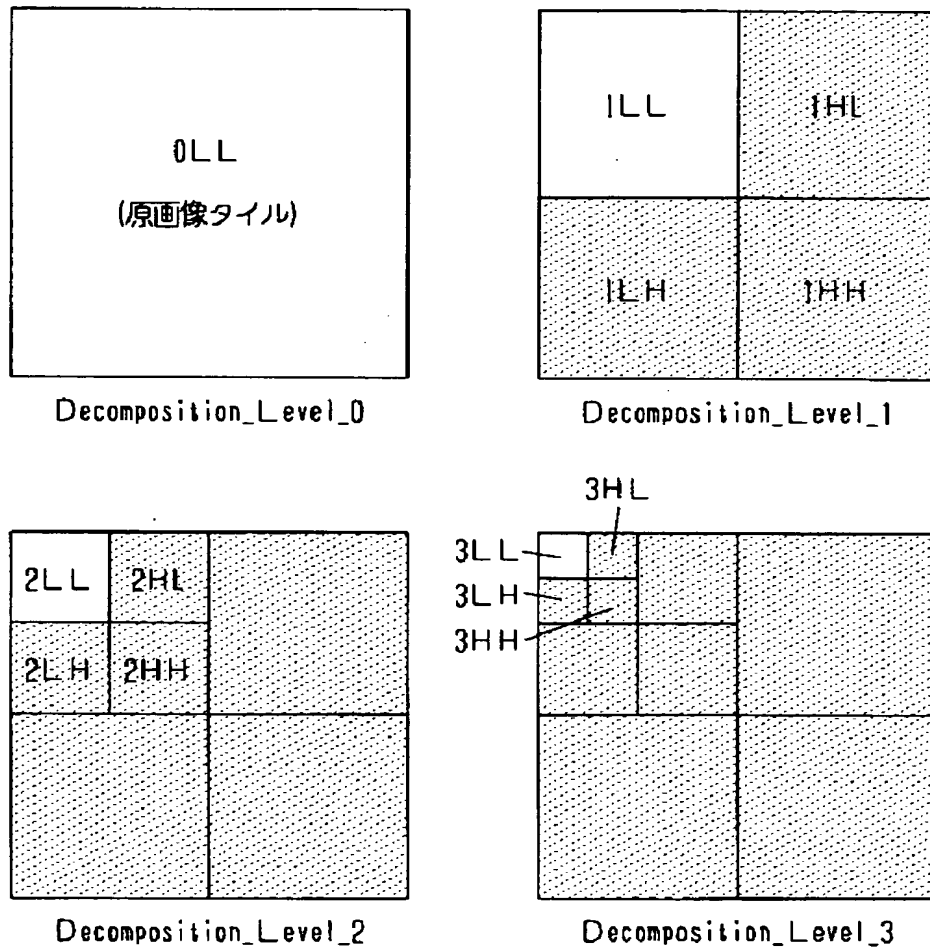 0LL
(原画像タイル)
Decomposition_Level_0
1LL
1HL
1LH
1HH
Decomposition_Level_1
2LL
2HL
2LH
2HH
Decomposition_Level_2
3HL
3LL
3LH
3HH
Decomposition_Level_3